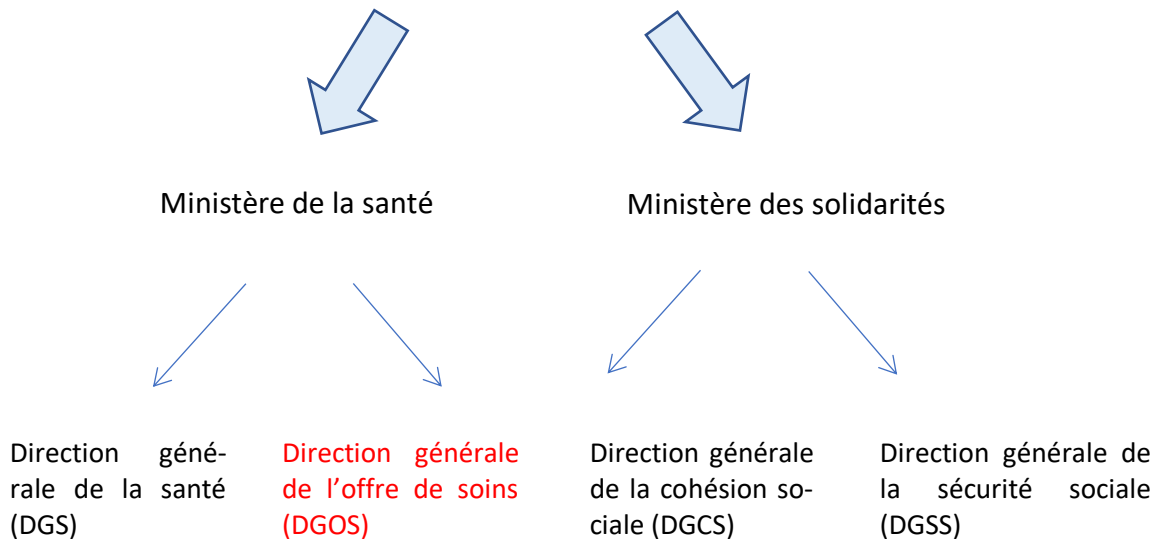 Ministère de la santé
Ministère des solidarités
Direction géné-
rale de la santé
(DGS)
Direction générale
de l’offre de soins
(DGOS)
Direction générale
de la cohésion so-
ciale (DGCS)
Direction générale de
la sécurité sociale
(DGSS)